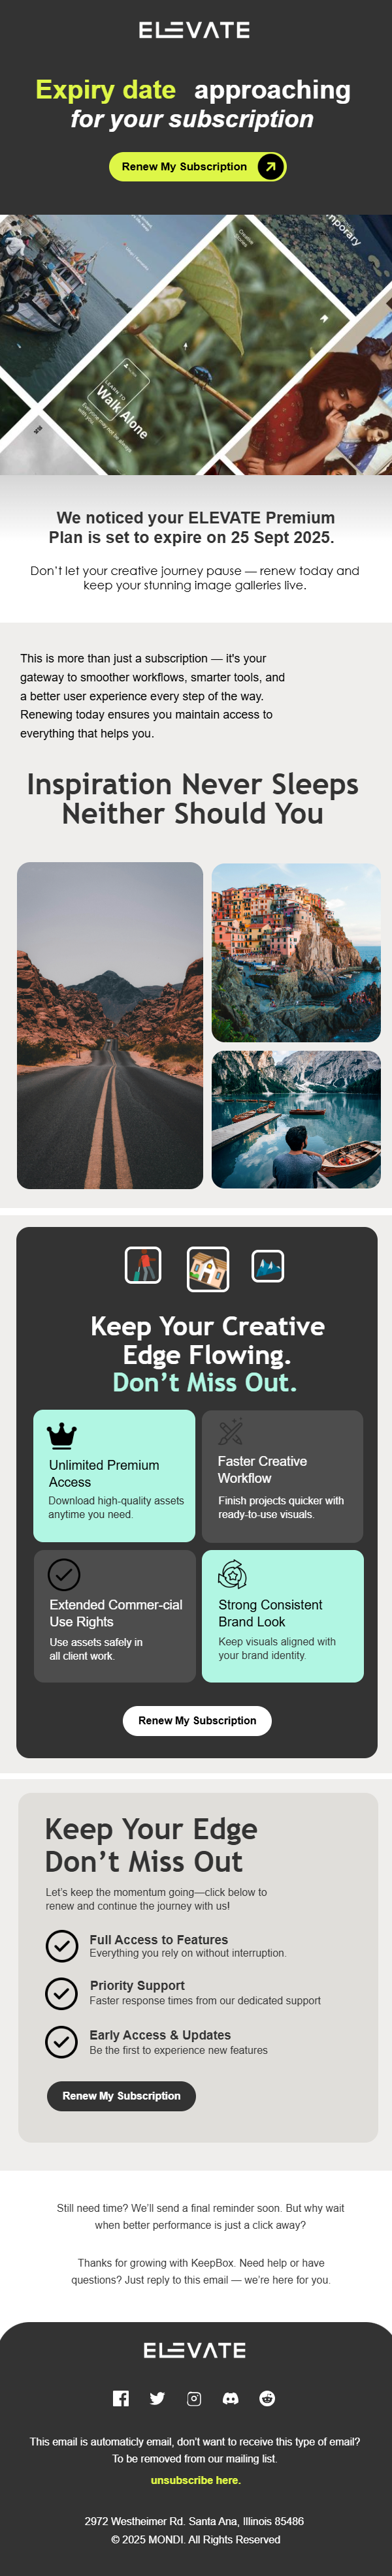 ELEVATE
Expiry date approaching
for your subscription
Renew My Subscription
mporary
LEARN TO
Walk Alone
We noticed your ELEVATE Premium
Plan is set to expire on 25 Sept 2025.
Don’t let your creative journey pause — renew today and
keep your stunning image galleries live.
This is more than just a subscription — it's your
gateway to smoother workflows, smarter tools, and
a better user experience every step of the way.
Renewing today ensures you maintain access to
everything that helps you.
Inspiration Never Sleeps
Neither Should You
Keep Your Creative
Edge Flowing.
Don’t Miss Out.
Unlimited Premium
Access
Download high-quality assets
anytime you need.
Faster Creative
Workflow
Finish projects quicker with
ready-to-use visuals.
Extended Commer-cial
Use Rights
Use assets safely in
all client work.
Strong Consistent
Brand Look
Keep visuals aligned with
your brand identity.
Renew My Subscription
Keep Your Edge
Don’t Miss Out
Let’s keep the momentum going—click below to
renew and continue the journey with us!
Full Access to Features
Everything you rely on without interruption.
Priority Support
Faster response times from our dedicated support
Early Access & Updates
Be the first to experience new features
Renew My Subscription
Still need time? We’ll send a final reminder soon. But why wait
when better performance is just a click away?
Thanks for growing with KeepBox. Need help or have
questions? Just reply to this email — we’re here for you.
ELEVATE
This email is automaticly email, don't want to receive this type of email?
To be removed from our mailing list.
unsubscribe here.
2972 Westheimer Rd. Santa Ana, Illinois 85486
© 2025 MONDI. All Rights Reserved